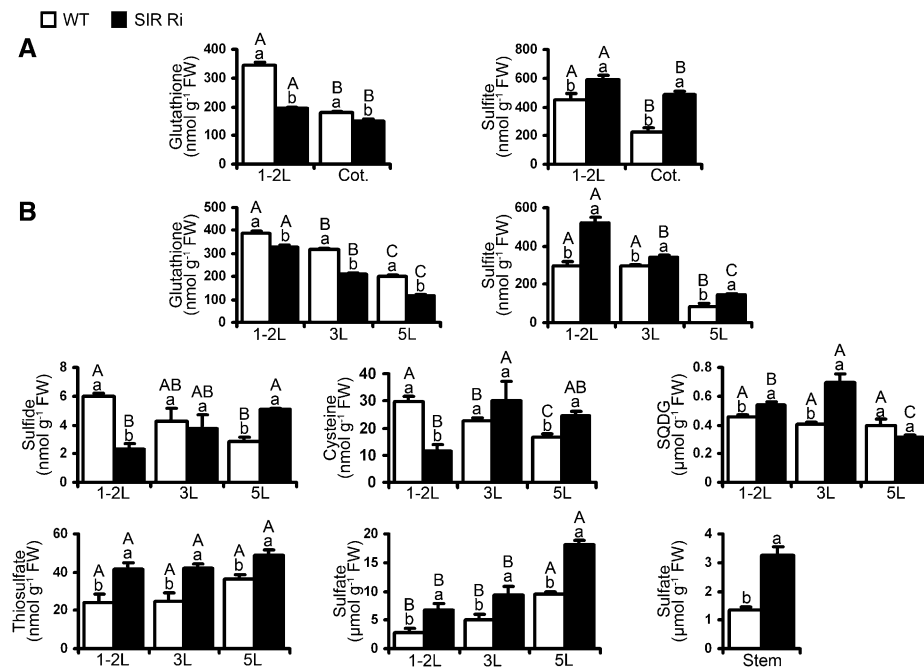 WT SIR Ri
A
Glutathione
(nmol g-1 FW)
400
300
200
100
0
A
a
A
b
B
a
B
b
1-2L Cot.
Sulfite
(nmol g-1 FW)
800
600
400
200
0
A
b
A
a
B
b
B
a
1-2L Cot.
B
Glutathione
(nmol g-1 FW)
500
400
300
200
100
0
A
a
A
b
B
a
B
b
C
a
C
b
1-2L 3L 5L
Sulfite
(nmol g-1 FW)
600
400
200
0
A
b
A
a
A
b
B
a
B
b
C
a
1-2L 3L 5L
Sulfide
(nmol g-1 FW)
8
6
4
2
0
A
a
B
b
AB
a
AB
a
B
b
A
a
1-2L 3L 5L
Cysteine
(nmol g-1 FW)
40
30
20
10
0
A
a
B
b
B
a
A
a
C
b
AB
a
1-2L 3L 5L
SQDG
(µmol g-1 FW)
0.8
0.6
0.4
0.2
0
A
b
B
a
A
b
A
a
A
a
C
a
1-2L 3L 5L
Thiosulfate
(nmol g-1 FW)
60
40
20
0
A
b
A
a
A
b
A
a
A
b
A
a
1-2L 3L 5L
Sulfate
(µmol g-1 FW)
20
15
10
5
0
B
b
B
a
B
b
B
a
A
b
A
a
1-2L 3L 5L
Sulfate
(µmol g-1 FW)
4
3
2
1
0
b
a
Stem